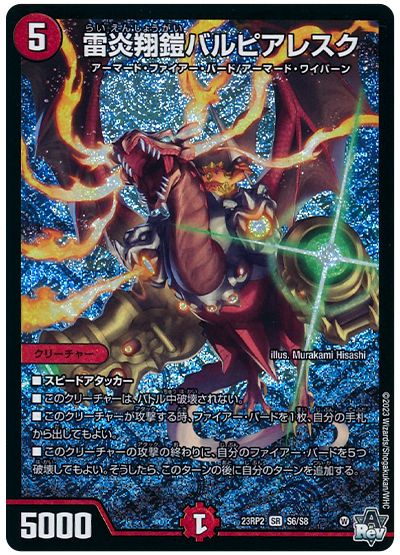 5
らい えんしょうがい
雷炎翔鎧バルピアレスク
アーマード・ファイアー・バード/アーマード・ワイバーン
クリーチャー
illus. Murakami Hisashi
■スピードアタッカー
■このクリーチャーは、バトル中破壊されない。
■このクリーチャーが攻撃する時、ファイアー・バードを1枚、自分の手札
から出してもよい。
■このクリーチャーの攻撃の終わりに、自分のファイアー・バードを5つ
破壊してもよい。そうしたら、このターンの後に自分のターンを追加する。
©2023 Wizards/Shogakukan/WHC
5000
1
23RP2 SR S6/S8
W
Rev